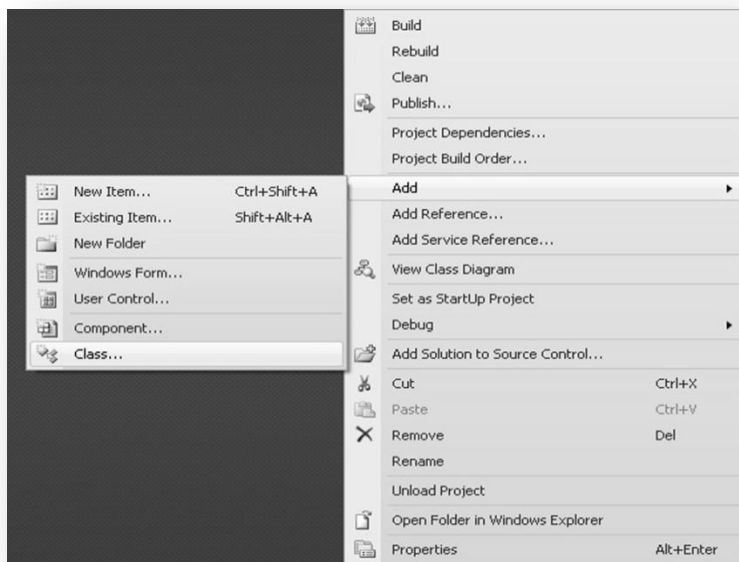 Build
Rebuild
Clean
Publish...
Project Dependencies...
Project Build Order...
Add
Add Reference...
Add Service Reference...
View Class Diagram
Set as StartUp Project
Debug
Add Solution to Source Control...
Cut Ctrl+X
Paste Ctrl+V
Remove Del
Rename
Unload Project
Open Folder in Windows Explorer
Properties Alt+Enter
New Item... Ctrl+Shift+A
Existing Item... Shift+Alt+A
New Folder
Windows Form...
User Control...
Component...
Class...